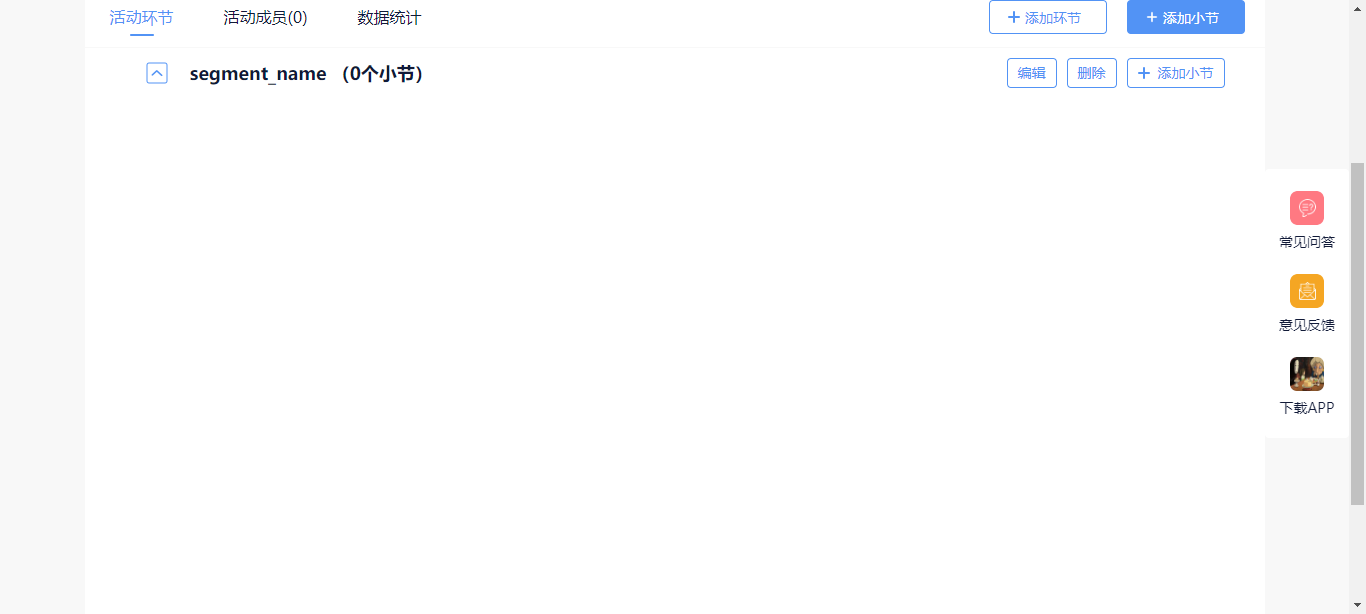 活动环节 活动成员(0) 数据统计 + 添加环节 + 添加小节
segment_name （0个小节） 编辑 删除 + 添加小节
常见问答
意见反馈
下载APP